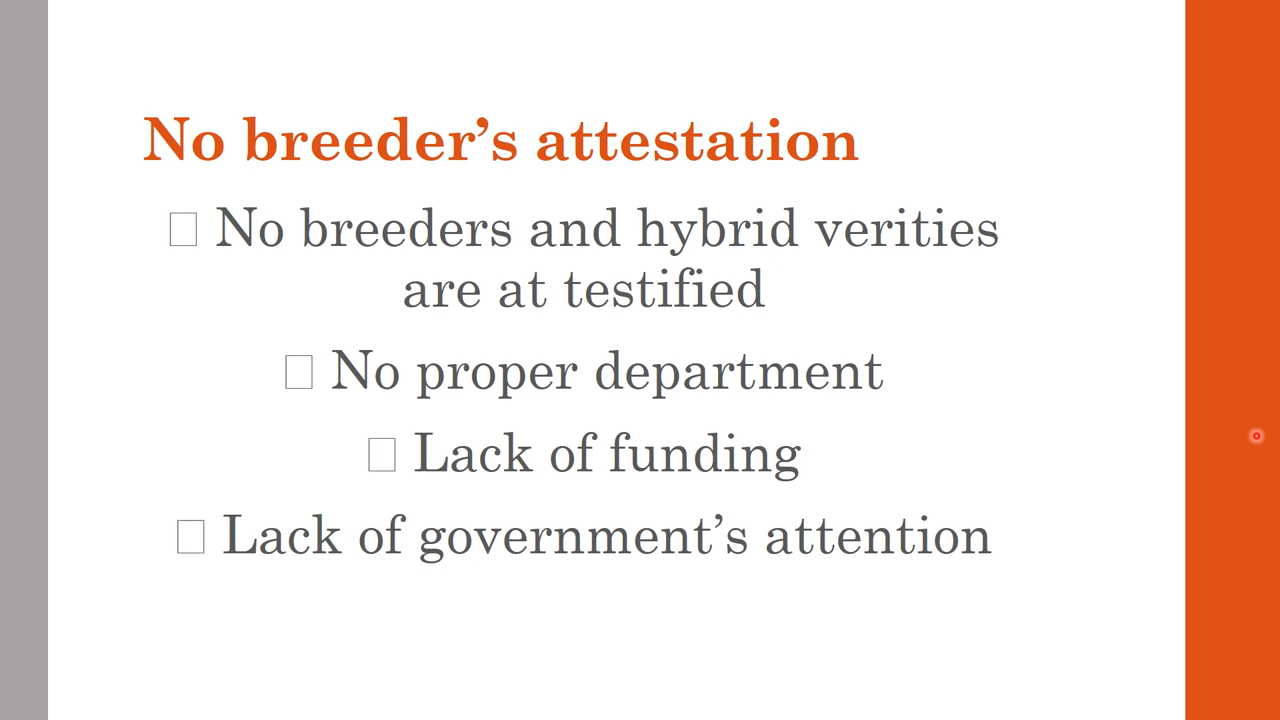 No breeder’s attestation
□ No breeders and hybrid verities
are at testified
□ No proper department
□ Lack of funding
□ Lack of government’s attention